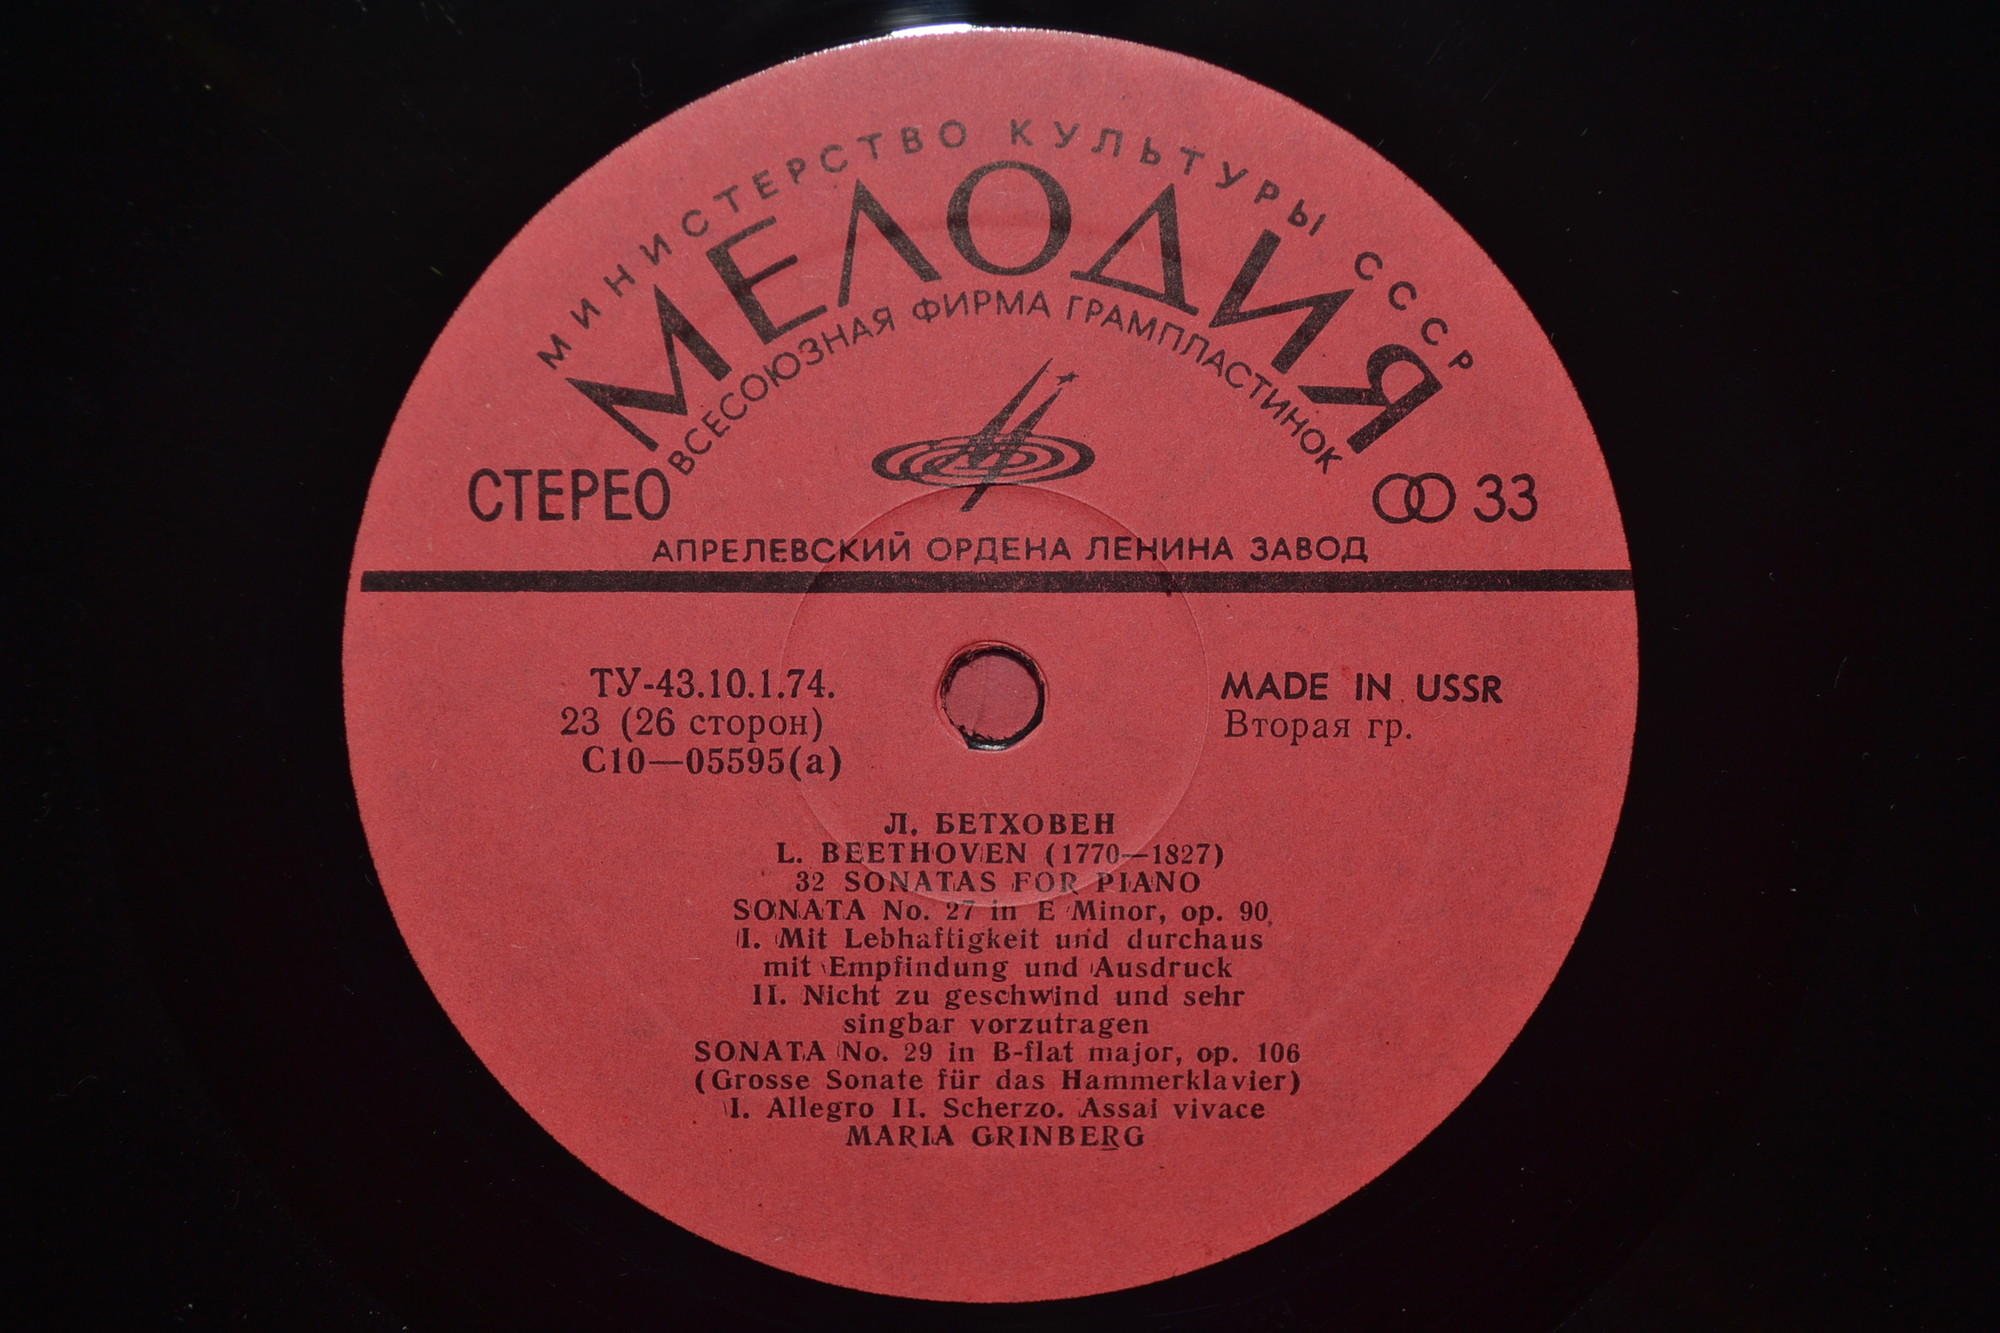 МИНИСТЕРСТВО КУЛЬТУРЫ СССР
МЕЛОДИЯ
ВСЕСОЮЗНАЯ ФИРМА ГРАМПЛАСТИНОК
СТЕРЕО
33
АПРЕЛЕВСКИЙ ОРДЕНА ЛЕНИНА ЗАВОД
ТУ-43.10.1.74.
23 (26 сторон)
С10—05595(а)
MADE IN USSR
Вторая гр.
Л. БЕТХОВЕН
L. BEETHOVEN (1770—1827)
32 SONATAS FOR PIANO
SONATA No. 27 in E Minor, op. 90
I. Mit Lebhaftigkeit und durchaus
mit Empfindung und Ausdruck
II. Nicht zu geschwind und sehr
singbar vorzutragen
SONATA No. 29 in B-flat major, op. 106
(Grosse Sonate für das Hammerklavier)
I. Allegro II. Scherzo. Assai vivace
MARIA GRINBERG